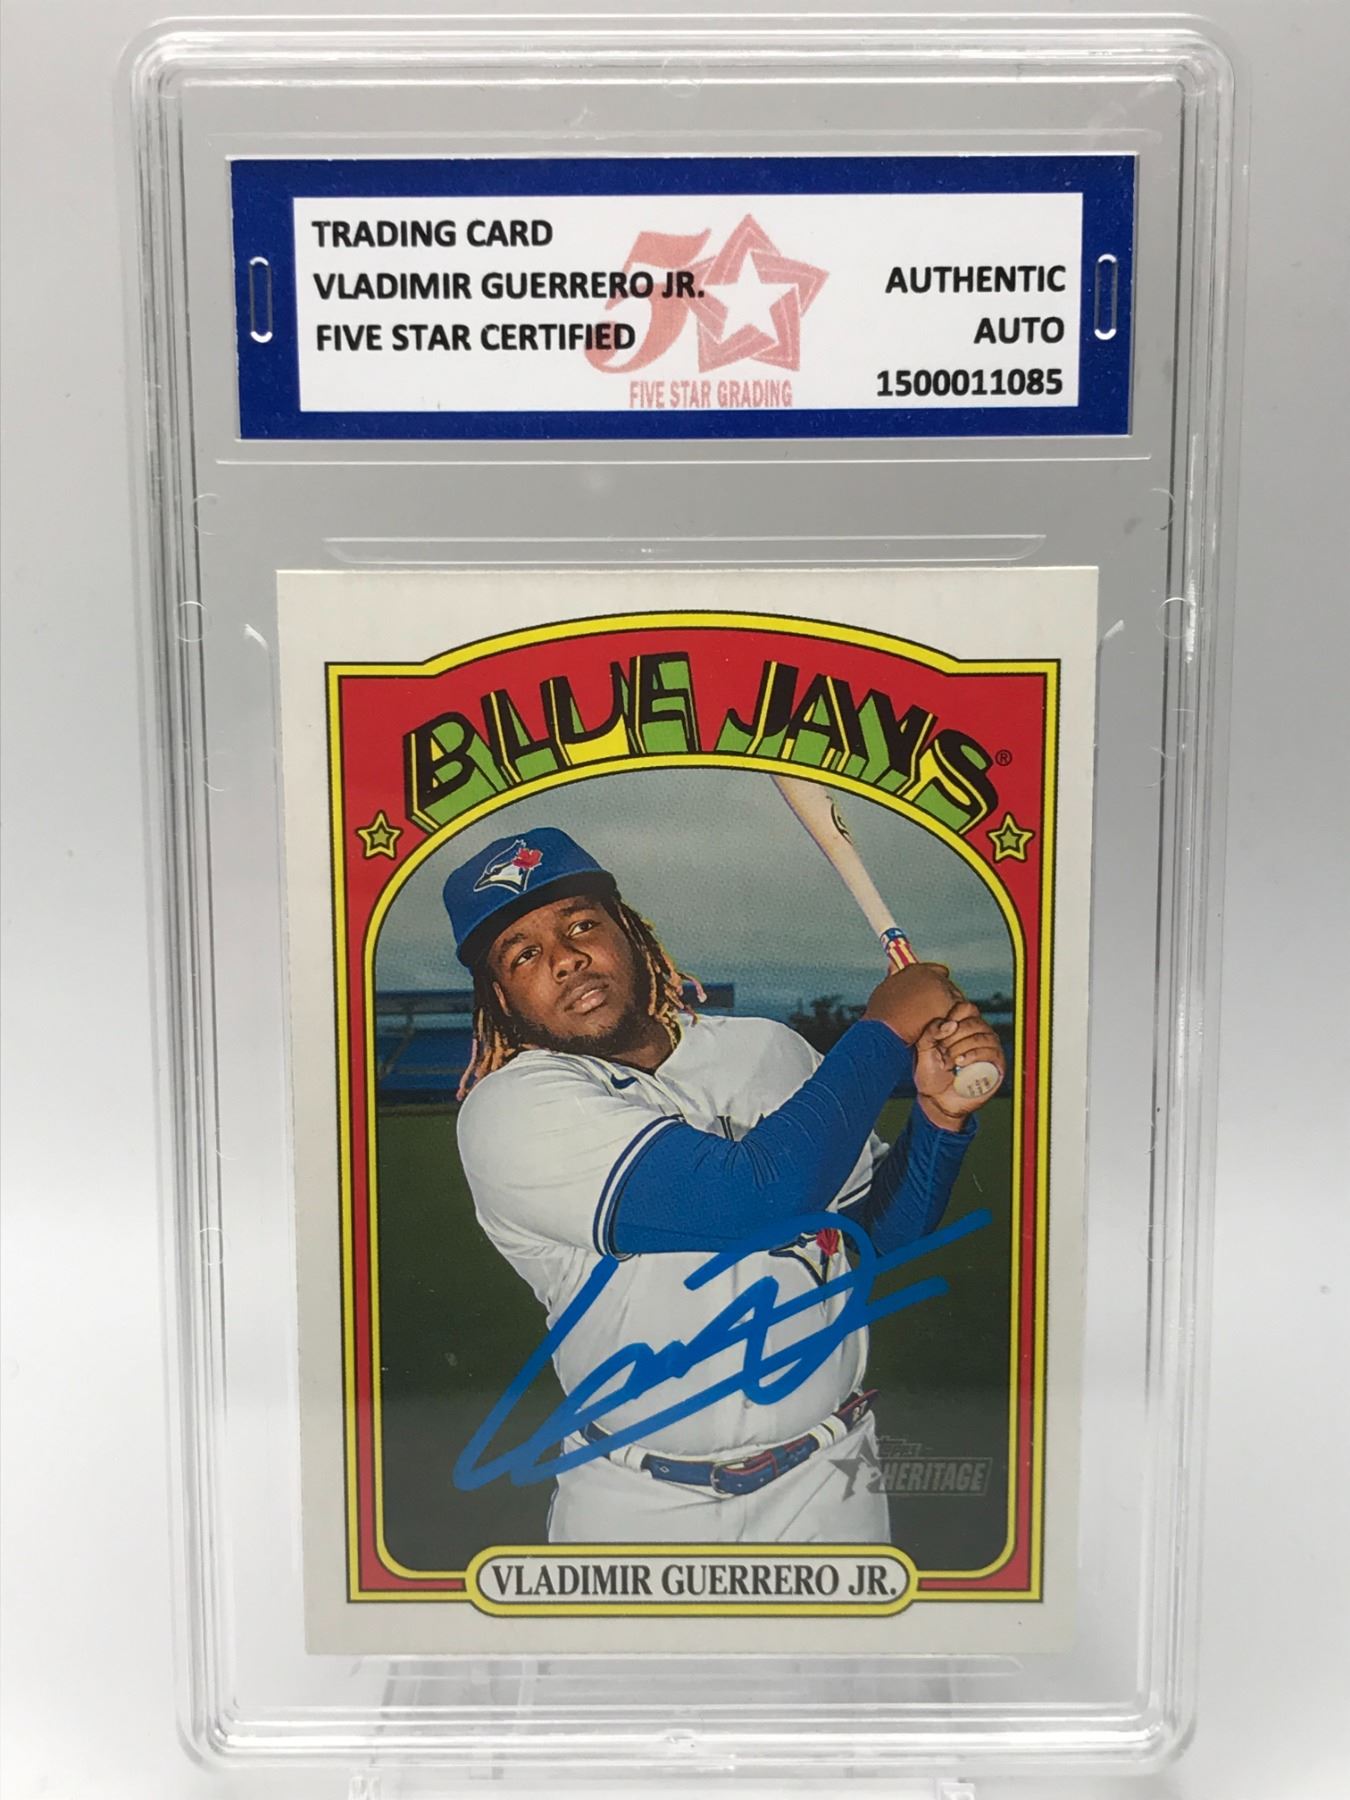 TRADING CARD
VLADIMIR GUERRERO JR.
FIVE STAR CERTIFIED
5
FIVE STAR GRADING
AUTHENTIC
AUTO
1500011085
BLUE JAYS®
HERITAGE
VLADIMIR GUERRERO JR.